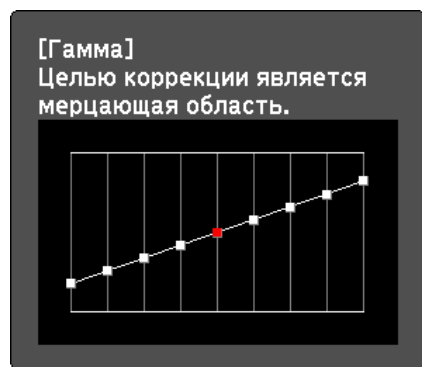 [Гамма]
Целью коррекции является
мерцающая область.